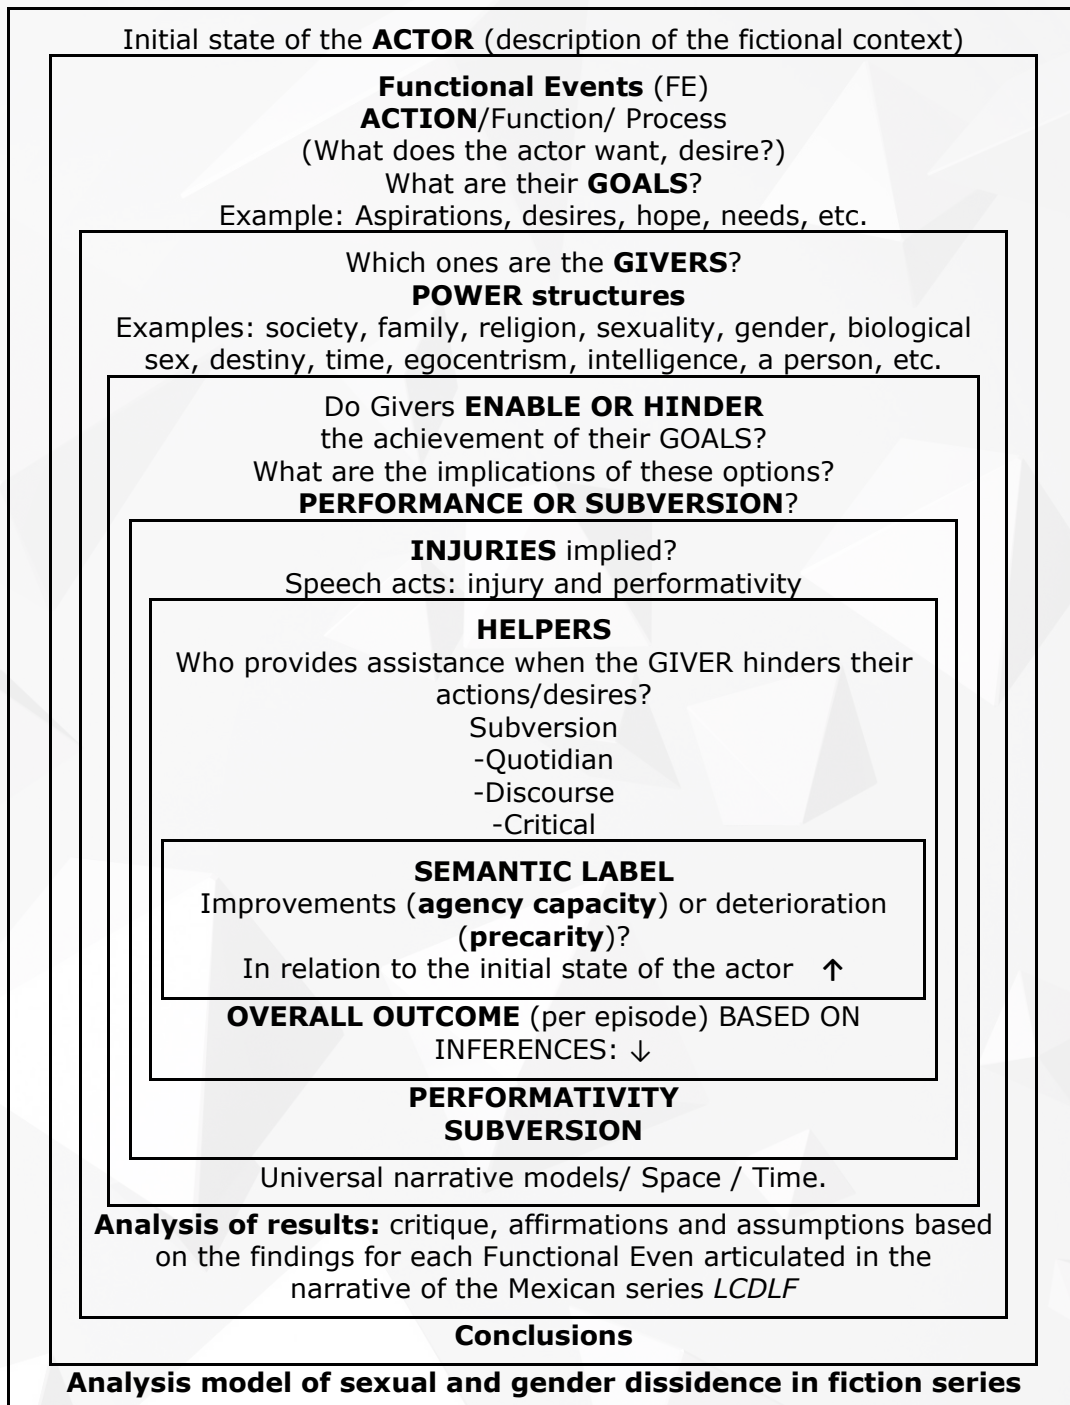 Initial state of the ACTOR (description of the fictional context)
Functional Events (FE)
ACTION/Function/ Process
(What does the actor want, desire?)
What are their GOALS?
Example: Aspirations, desires, hope, needs, etc.
Which ones are the GIVERS?
POWER structures
Examples: society, family, religion, sexuality, gender, biological
sex, destiny, time, egocentrism, intelligence, a person, etc.
Do Givers ENABLE OR HINDER
the achievement of their GOALS?
What are the implications of these options?
PERFORMANCE OR SUBVERSION?
INJURIES implied?
Speech acts: injury and performativity
HELPERS
Who provides assistance when the GIVER hinders their
actions/desires?
Subversion
-Quotidian
-Discourse
-Critical
SEMANTIC LABEL
Improvements (agency capacity) or deterioration
(precarity)?
In relation to the initial state of the actor ↑
OVERALL OUTCOME (per episode) BASED ON
INFERENCES: ↓
PERFORMATIVITY
SUBVERSION
Universal narrative models/ Space / Time.
Analysis of results: critique, affirmations and assumptions based
on the findings for each Functional Even articulated in the
narrative of the Mexican series LCDLF
Conclusions
Analysis model of sexual and gender dissidence in fiction series